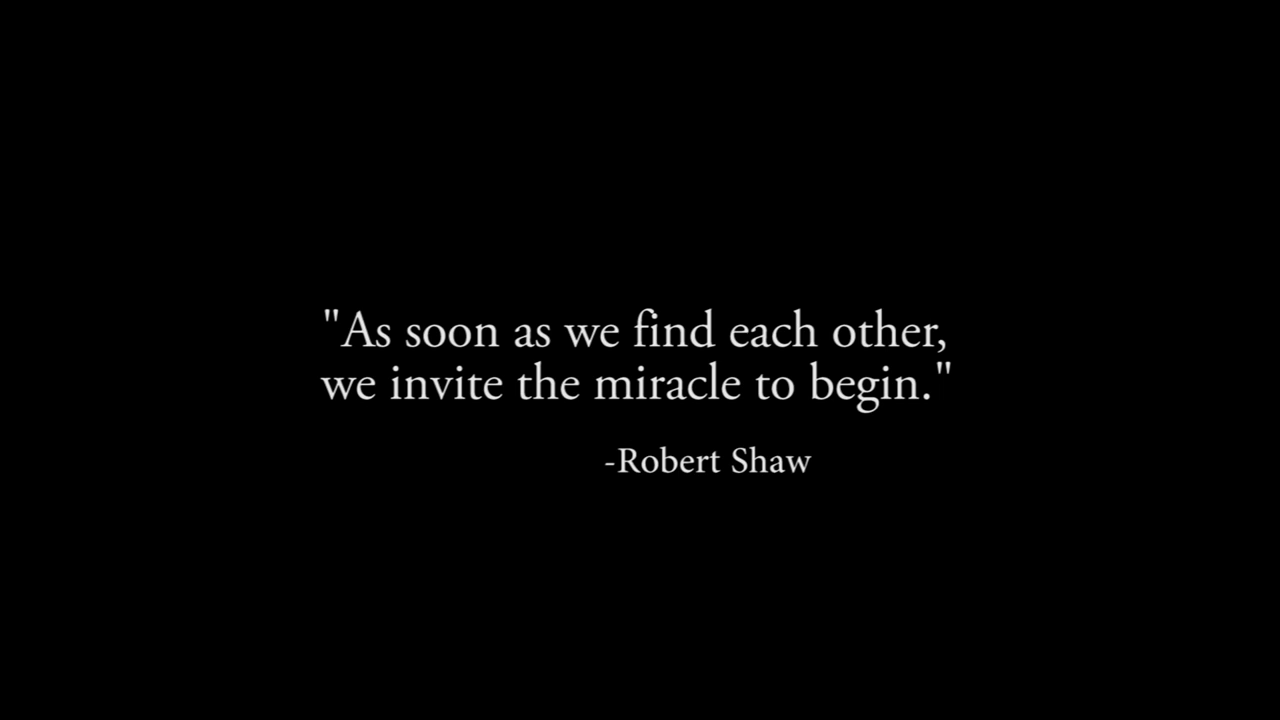 "As soon as we find each other,
we invite the miracle to begin."
-Robert Shaw